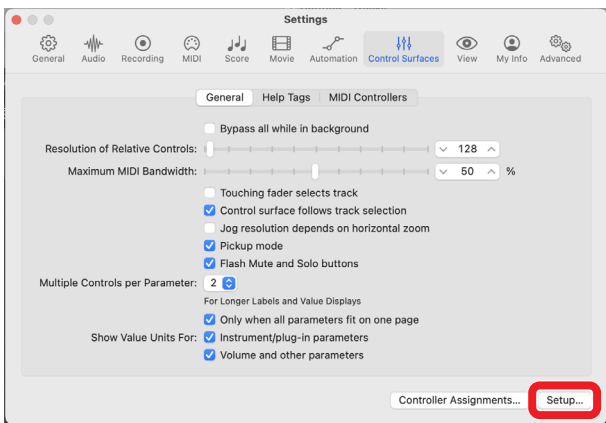 Settings
General Audio Recording MIDI Score Movie Automation Control Surfaces View My Info Advanced
General Help Tags MIDI Controllers
Bypass all while in background
Resolution of Relative Controls: 128
Maximum MIDI Bandwidth: 50 %
Touching fader selects track
Control surface follows track selection
Jog resolution depends on horizontal zoom
Pickup mode
Flash Mute and Solo buttons
Multiple Controls per Parameter: 2
For Longer Labels and Value Displays
Only when all parameters fit on one page
Show Value Units For: Instrument/plug-in parameters
Volume and other parameters
Controller Assignments... Setup...